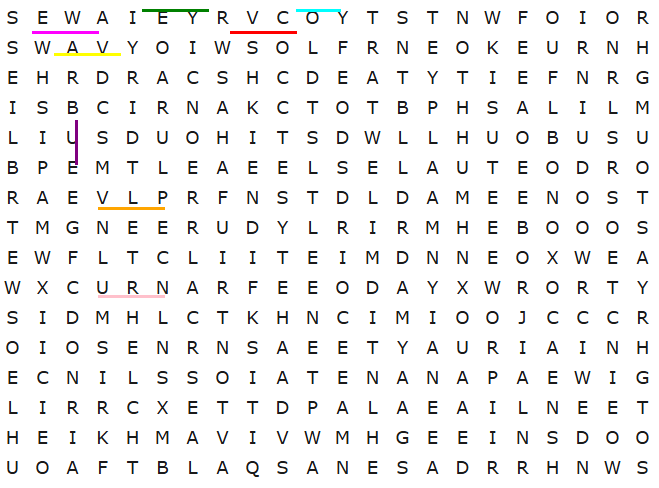 S E W A I E Y R V C O Y T S T N W F O I O R
S W A V Y O I W S O L F R N E O K E U R N H
E H R D R A C S H C D E A T Y T I E F N R G
I S B C I R N A K C T O T B P H S A L I L M
L I U S D U O H I T S D W L L H U O B U S U
B P E M T L E A E E L S E L A U T E O D R O
R A E V L P R F N S T D L D A M E E N O S T
T M G N E E R U D Y L R I R M H E B O O O S
E W F L T C L I I T E I M D N N E O X W E A
W X C U R N A R F E E O D A Y X W R O R T Y
S I D M H L C T K H N C I M I O O J C C C R
O I O S E N R N S A E E T Y A U R I A I N H
E C N I L S S O I A T E N A N A P A E W I G
L I R R C X E T T D P A L A E A I L N E E T
H E I K H M A V I V W M H G E E I N S D O O
U O A F T B L A Q S A N E S A D R R H N W S